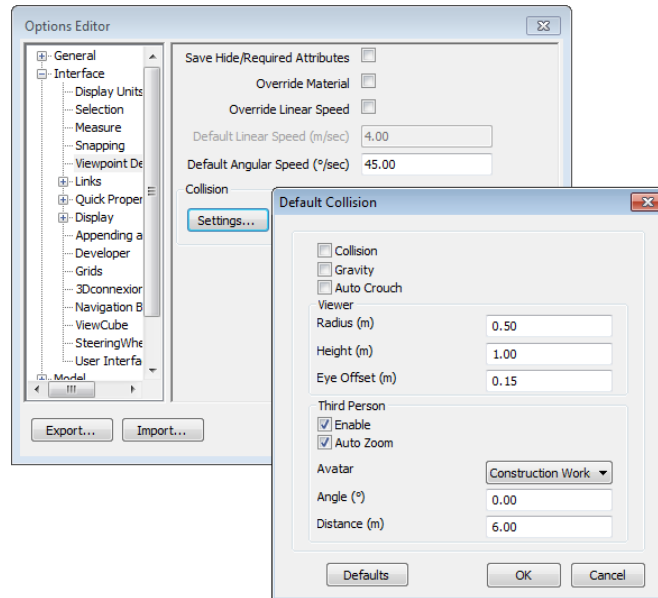 Options Editor
General
Interface
Display Units
Selection
Measure
Snapping
Viewpoint De
Links
Quick Proper
Display
Appending a
Developer
Grids
3Dconnexior
Navigation B
ViewCube
SteeringWhe
User Interfa
Model
Save Hide/Required Attributes
Override Material
Override Linear Speed
Default Linear Speed (m/sec) 4.00
Default Angular Speed (°/sec) 45.00
Collision
Settings...
Export... Import...
Default Collision
Collision
Gravity
Auto Crouch
Viewer
Radius (m) 0.50
Height (m) 1.00
Eye Offset (m) 0.15
Third Person
Enable
Auto Zoom
Avatar Construction Work
Angle (°) 0.00
Distance (m) 6.00
Defaults OK Cancel